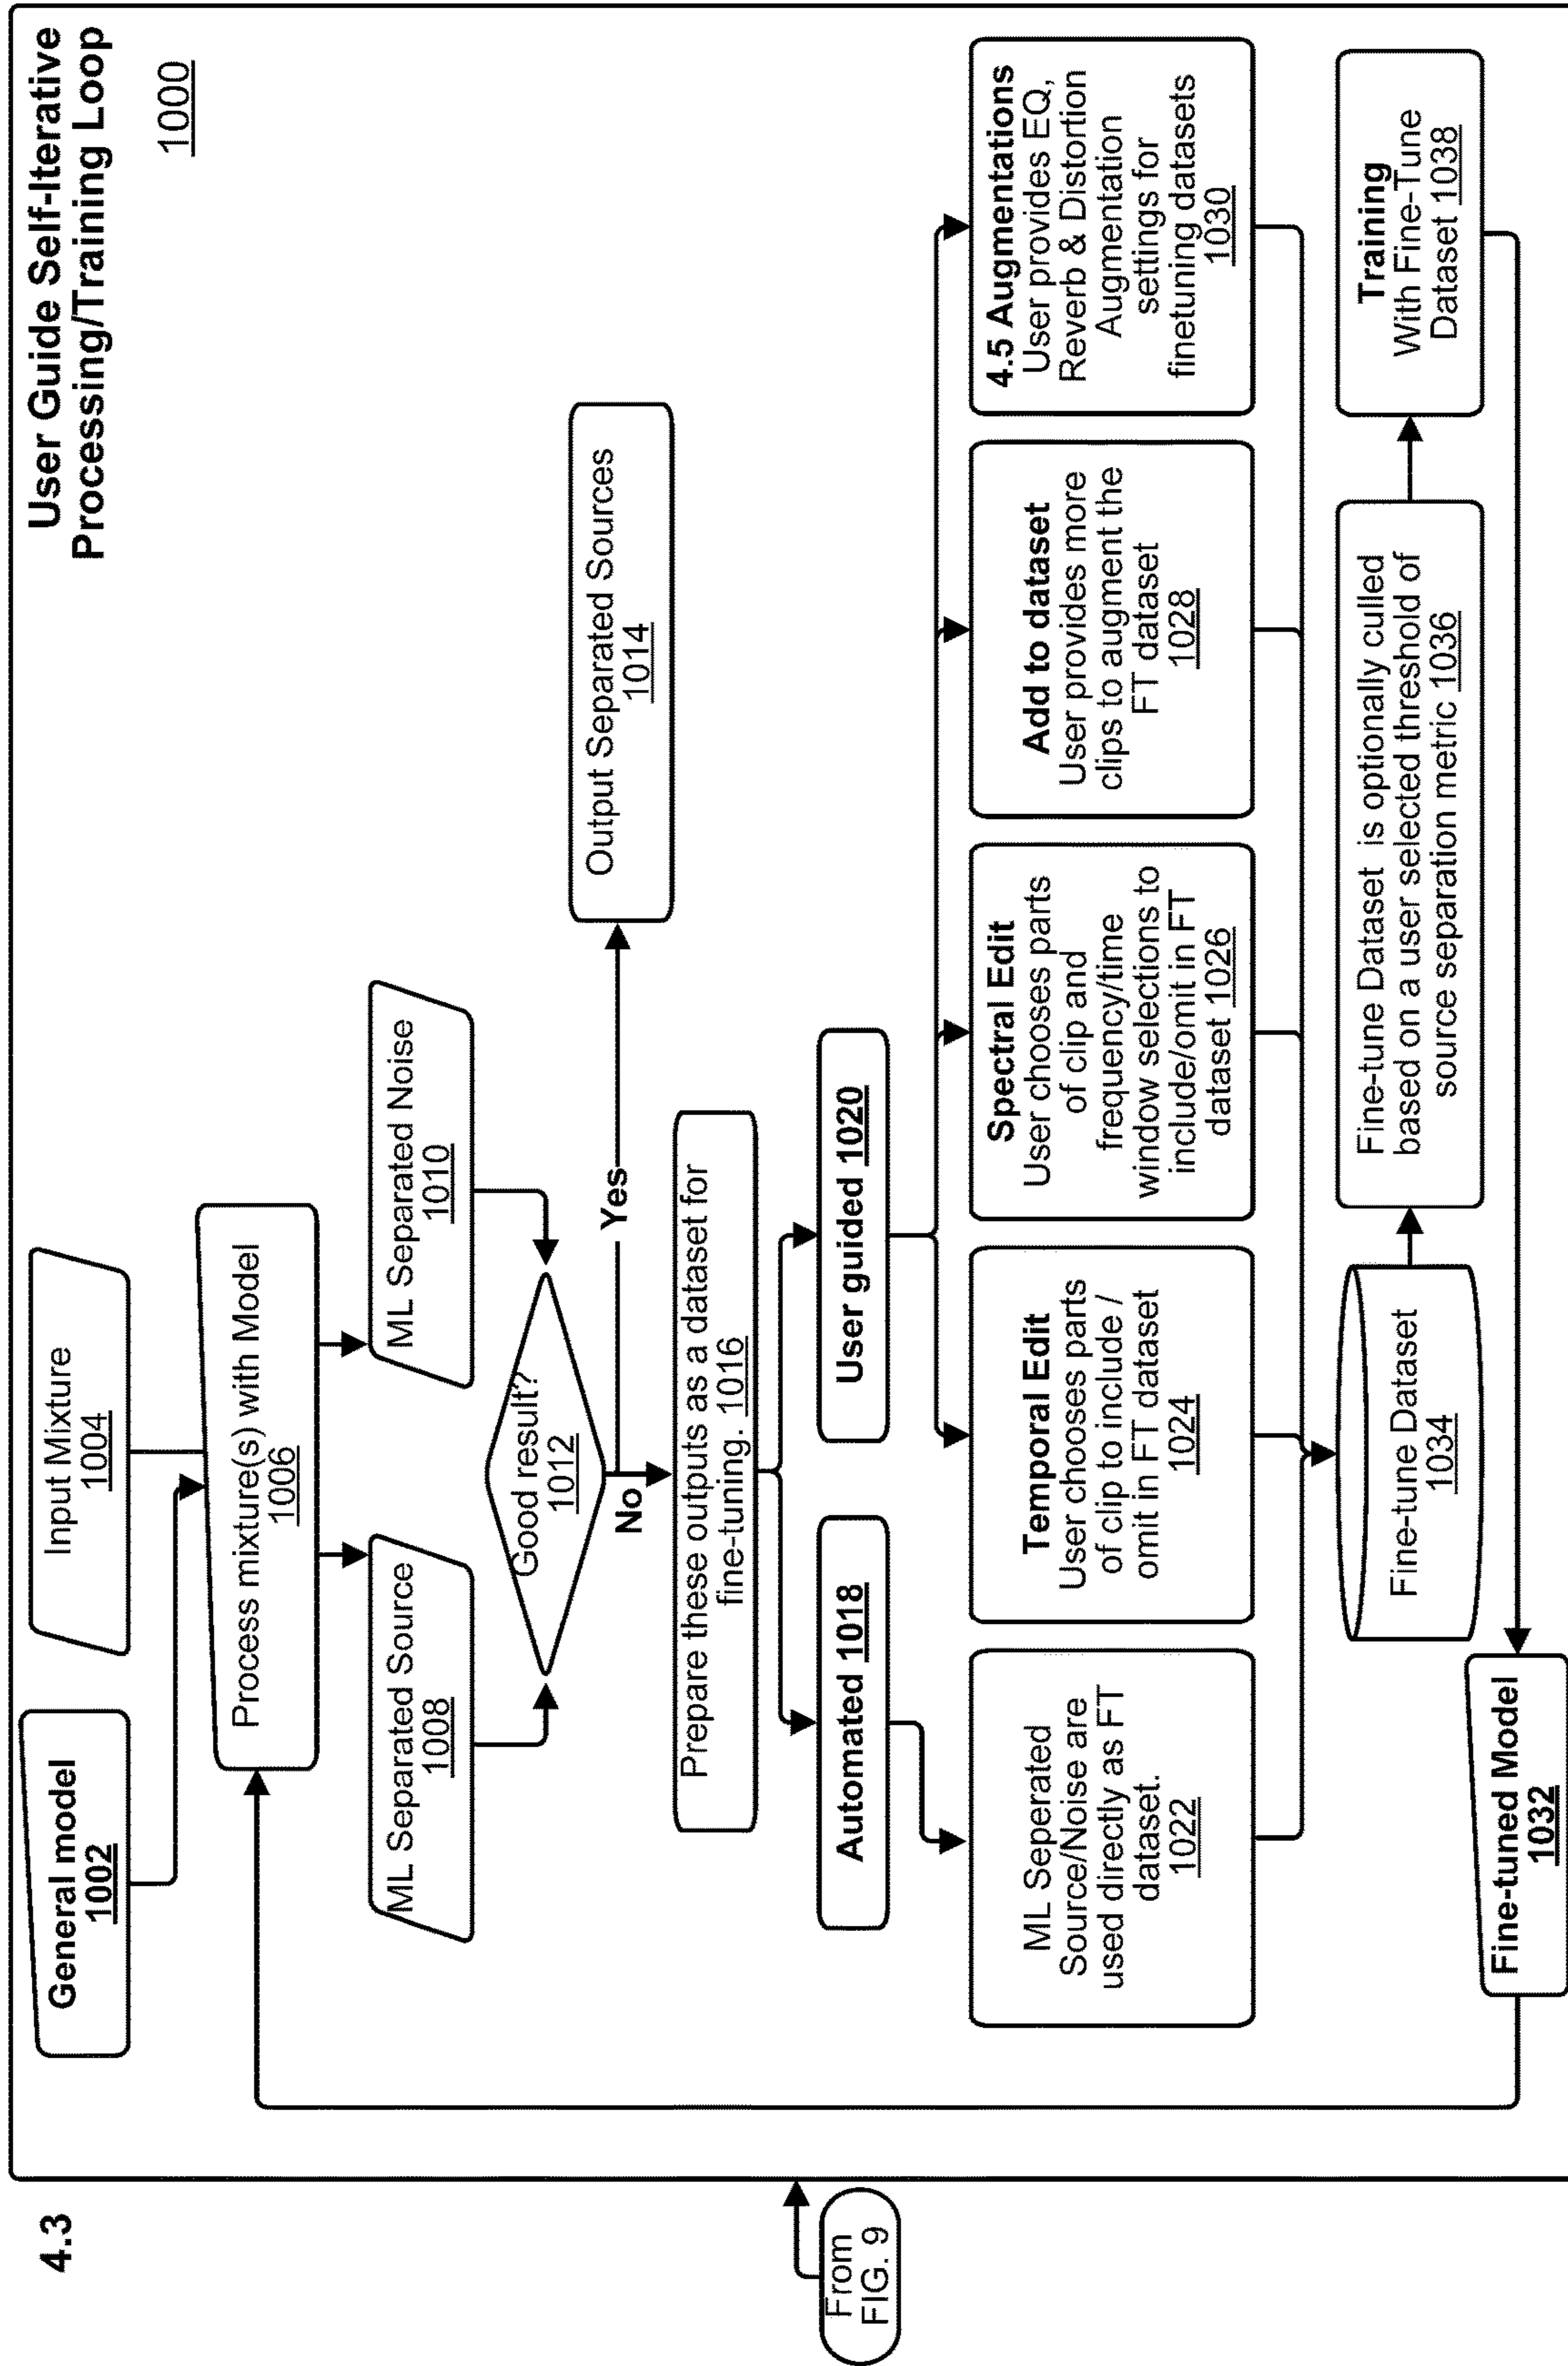 4.3
User Guide Self-Iterative
Processing/Training Loop
1000
From
FIG. 9
General model
1002
Input Mixture
1004
Process mixture(s) with Model
1006
ML Separated Source
1008
ML Separated Noise
1010
Good result?
1012
No
Yes
Output Separated Sources
1014
Prepare these outputs as a dataset for
fine-tuning. 1016
Automated 1018
User guided 1020
ML Seperated
Source/Noise are
used directly as FT
dataset.
1022
Temporal Edit
User chooses parts
of clip to include /
omit in FT dataset
1024
Spectral Edit
User chooses parts
of clip and
frequency/time
window selections to
include/omit in FT
dataset 1026
Add to dataset
User provides more
clips to augment the
FT dataset
1028
4.5 Augmentations
User provides EQ,
Reverb & Distortion
Augmentation
settings for
finetuning datasets
1030
Fine-tune Dataset
1034
Fine-tune Dataset is optionally culled
based on a user selected threshold of
source separation metric 1036
Training
With Fine-Tune
Dataset 1038
Fine-tuned Model
1032